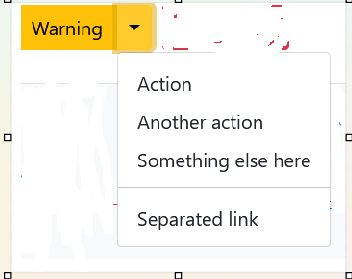 Warning
Action
Another action
Something else here
Separated link